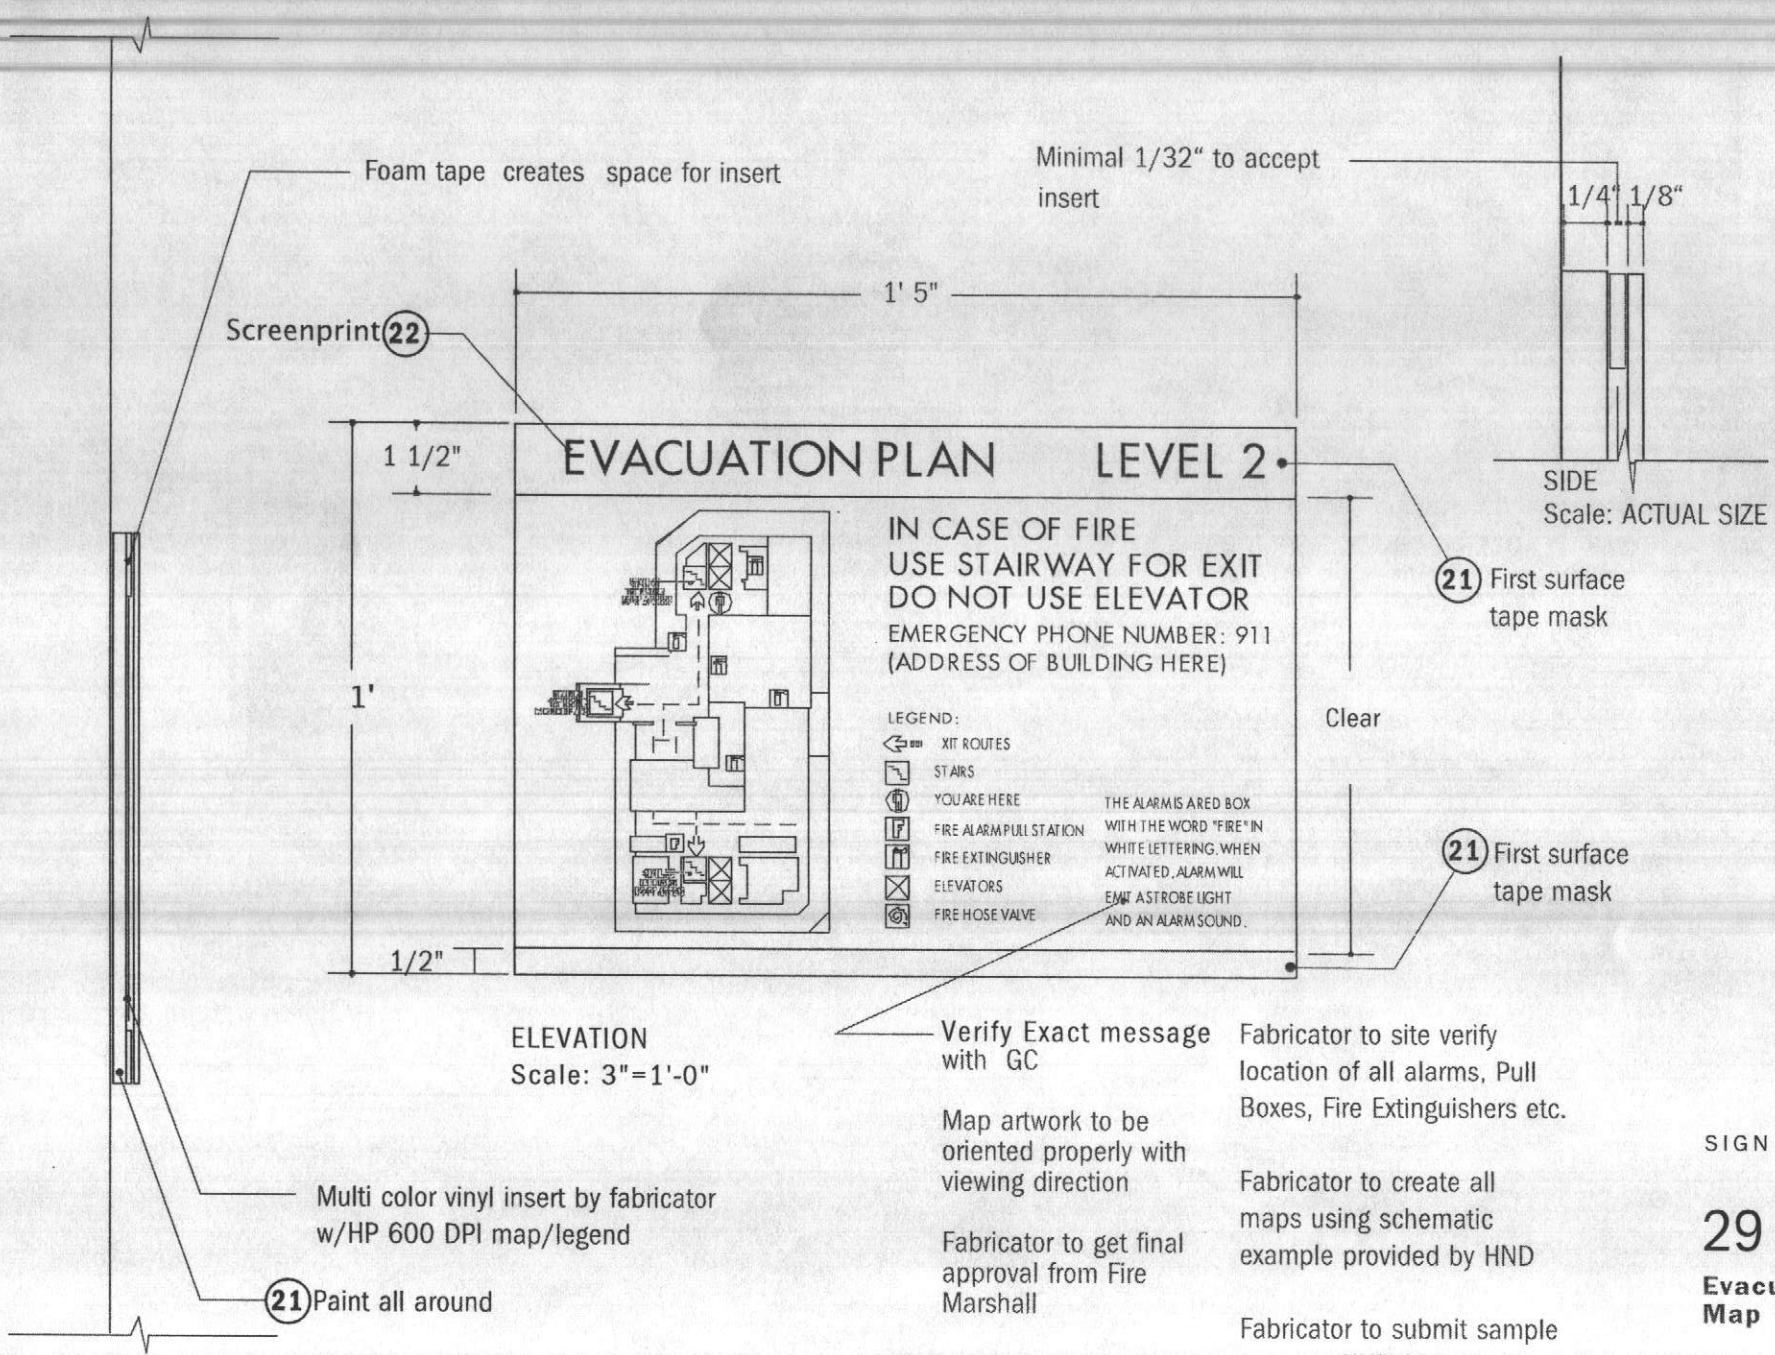 Foam tape creates space for insert
Minimal 1/32“ to accept
insert
1/4“ 1/8“
1' 5"
Screenprint 22
1 1/2"
EVACUATION PLAN LEVEL 2
SIDE
Scale: ACTUAL SIZE
IN CASE OF FIRE
USE STAIRWAY FOR EXIT
DO NOT USE ELEVATOR
EMERGENCY PHONE NUMBER: 911
(ADDRESS OF BUILDING HERE)
21 First surface
tape mask
1'
Clear
LEGEND:
XIT ROUTES
STAIRS
YOU ARE HERE
FIRE ALARM PULL STATION
FIRE EXTINGUISHER
ELEVATORS
FIRE HOSE VALVE
THE ALARM IS A RED BOX
WITH THE WORD "FIRE" IN
WHITE LETTERING. WHEN
ACTIVATED, ALARM WILL
EMIT A STROBE LIGHT
AND AN ALARM SOUND.
21 First surface
tape mask
1/2"
ELEVATION
Scale: 3"=1'-0"
Verify Exact message
with GC
Map artwork to be
oriented properly with
viewing direction
Fabricator to get final
approval from Fire
Marshall
Fabricator to site verify
location of all alarms, Pull
Boxes, Fire Extinguishers etc.
Fabricator to create all
maps using schematic
example provided by HND
Fabricator to submit sample
Multi color vinyl insert by fabricator
w/HP 600 DPI map/legend
21 Paint all around
SIGN
29
Evacu
Map